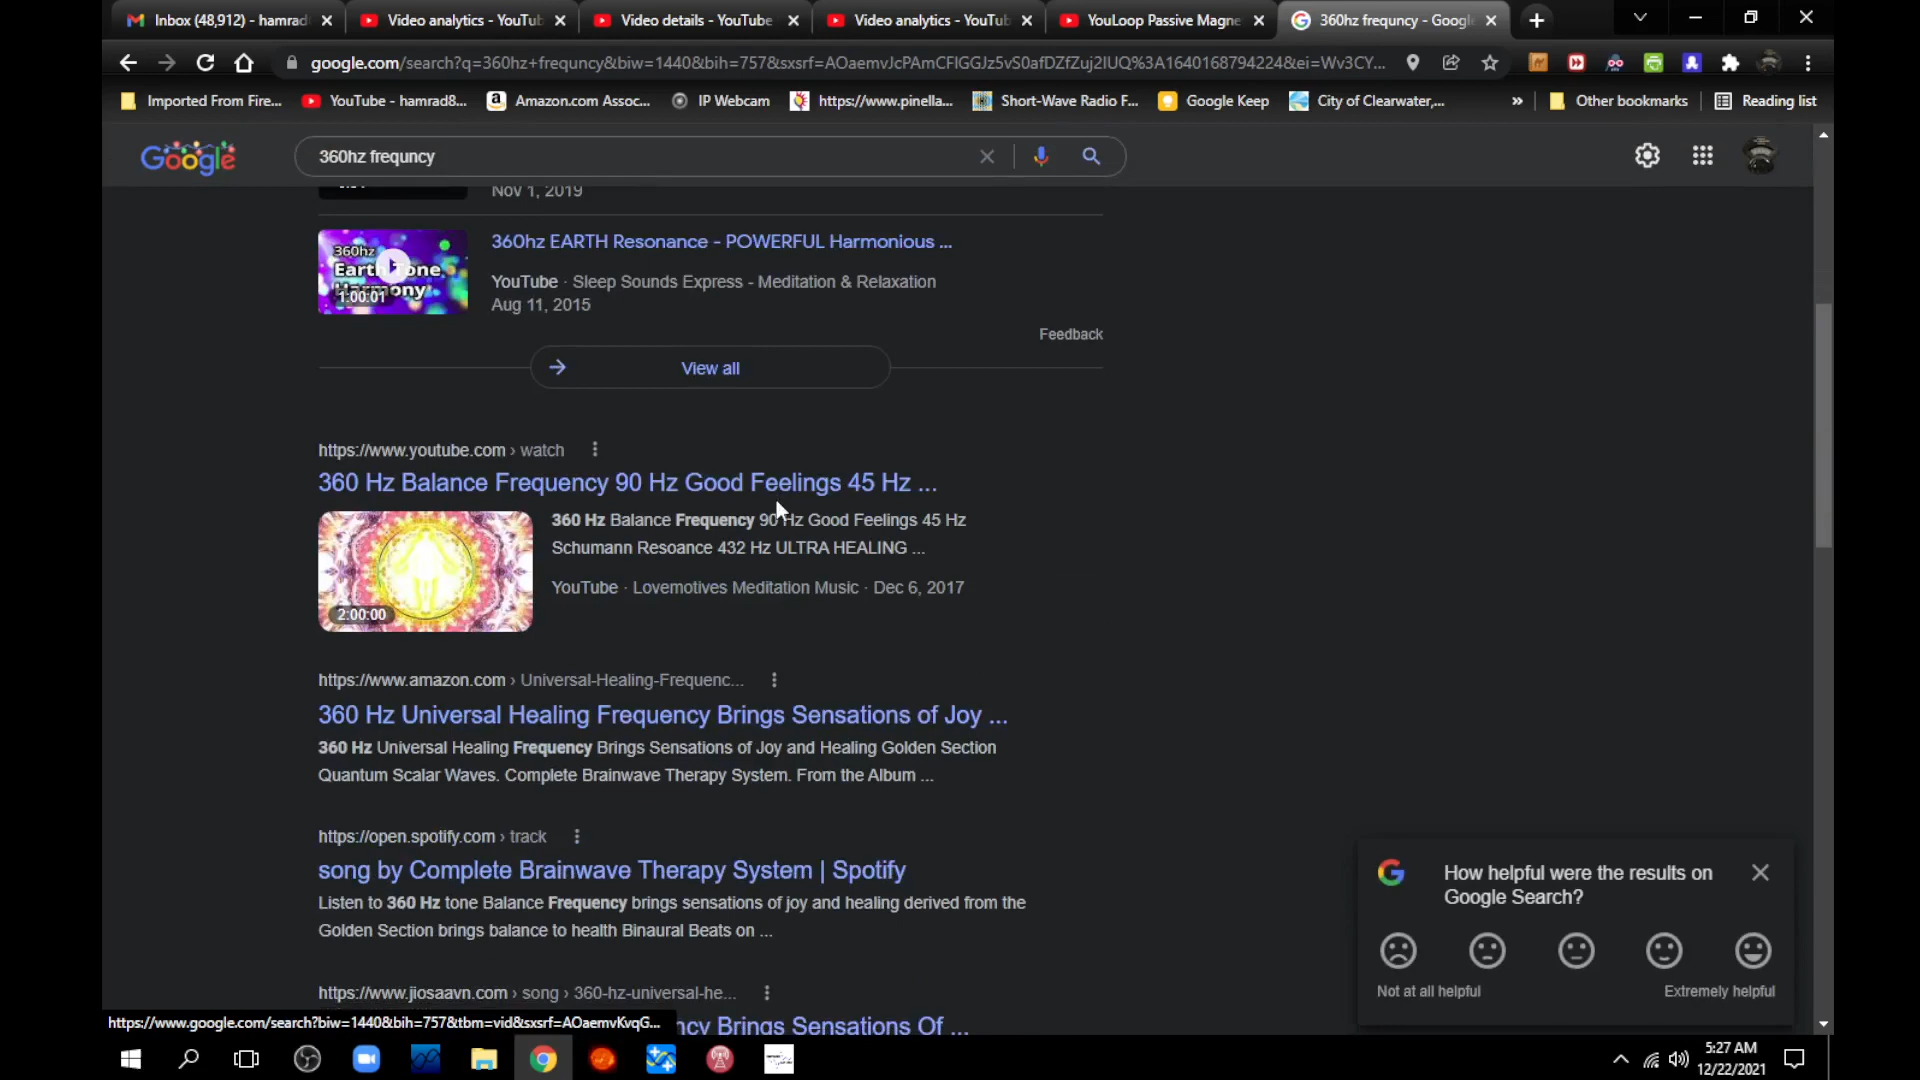 Inbox (48,912) - hamrad
Video analytics - YouTub
Video details - YouTube
Video analytics - YouTub
YouLoop Passive Magne
360hz frequncy - Google
google.com/search?q=360hz+frequncy&biw=1440&bih=757&sxsrf=AOaemvJcPAmCFIGGJz5vS0afDZfZuj2IUQ%3A1640168794224&ei=Wv3CY...
Imported From Fire...
YouTube - hamrad8...
Amazon.com Assoc...
IP Webcam
https://www.pinella...
Short-Wave Radio F...
Google Keep
City of Clearwater,...
»
Other bookmarks
Reading list
Google
360hz frequncy
Nov 1, 2019
360hz
Earth Tone
Harmony
1:00:01
360hz EARTH Resonance - POWERFUL Harmonious ...
YouTube · Sleep Sounds Express - Meditation & Relaxation
Aug 11, 2015
Feedback
View all
https://www.youtube.com › watch
360 Hz Balance Frequency 90 Hz Good Feelings 45 Hz ...
2:00:00
360 Hz Balance Frequency 90 Hz Good Feelings 45 Hz
Schumann Resoance 432 Hz ULTRA HEALING ...
YouTube · Lovemotives Meditation Music · Dec 6, 2017
https://www.amazon.com › Universal-Healing-Frequenc...
360 Hz Universal Healing Frequency Brings Sensations of Joy ...
360 Hz Universal Healing Frequency Brings Sensations of Joy and Healing Golden Section
Quantum Scalar Waves. Complete Brainwave Therapy System. From the Album ...
https://open.spotify.com › track
song by Complete Brainwave Therapy System | Spotify
Listen to 360 Hz tone Balance Frequency brings sensations of joy and healing derived from the
Golden Section brings balance to health Binaural Beats on ...
https://www.jiosaavn.com › song › 360-hz-universal-he...
ncy Brings Sensations Of ...
How helpful were the results on
Google Search?
Not at all helpful
Extremely helpful
https://www.google.com/search?biw=1440&bih=757&tbm=vid&sxsrf=AOaemvKvqG...
5:27 AM
12/22/2021